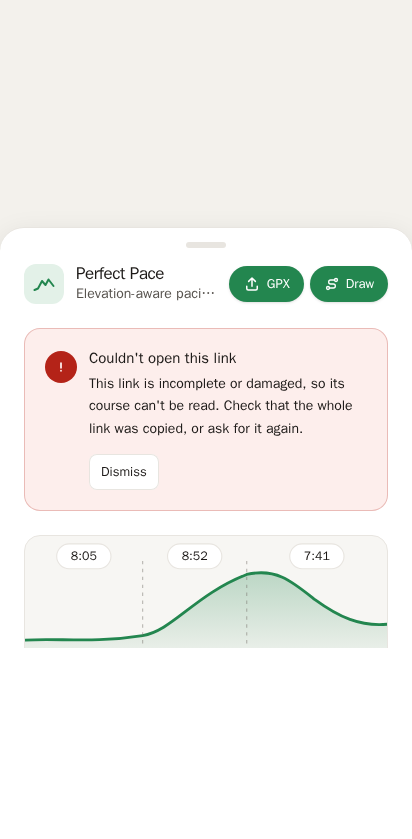 Perfect Pace
Elevation-aware paci…
GPX
Draw
!
Couldn't open this link
This link is incomplete or damaged, so its
course can't be read. Check that the whole
link was copied, or ask for it again.
Dismiss
8:05
8:52
7:41